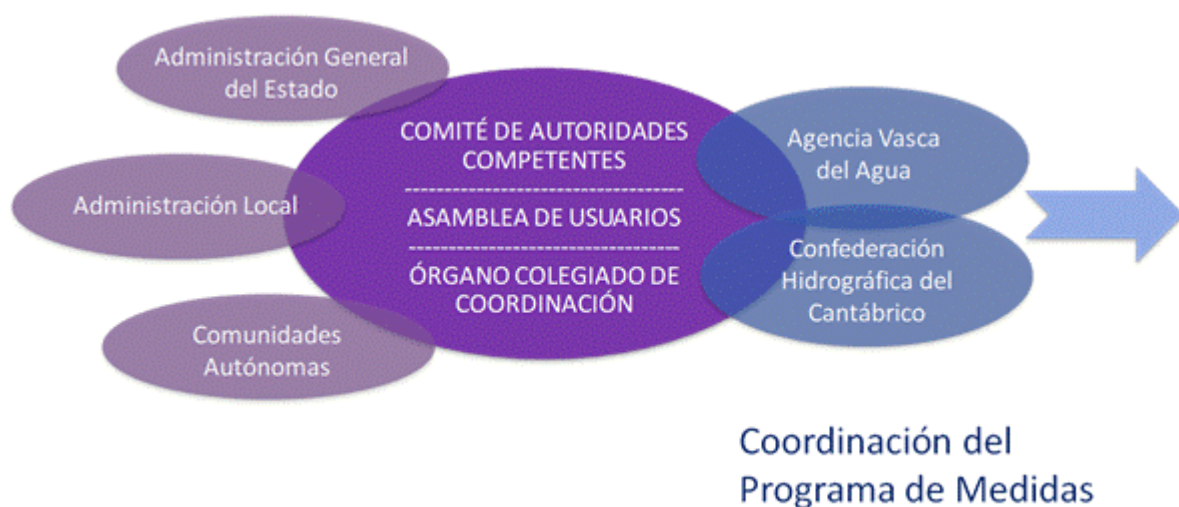 Administración General
del Estado
Administración Local
Comunidades
Autónomas
COMITÉ DE AUTORIDADES
COMPETENTES
ASAMBLEA DE USUARIOS
ÓRGANO COLEGIADO DE
COORDINACIÓN
Agencia Vasca
del Agua
Confederación
Hidrográfica del
Cantábrico
Coordinación del
Programa de Medidas